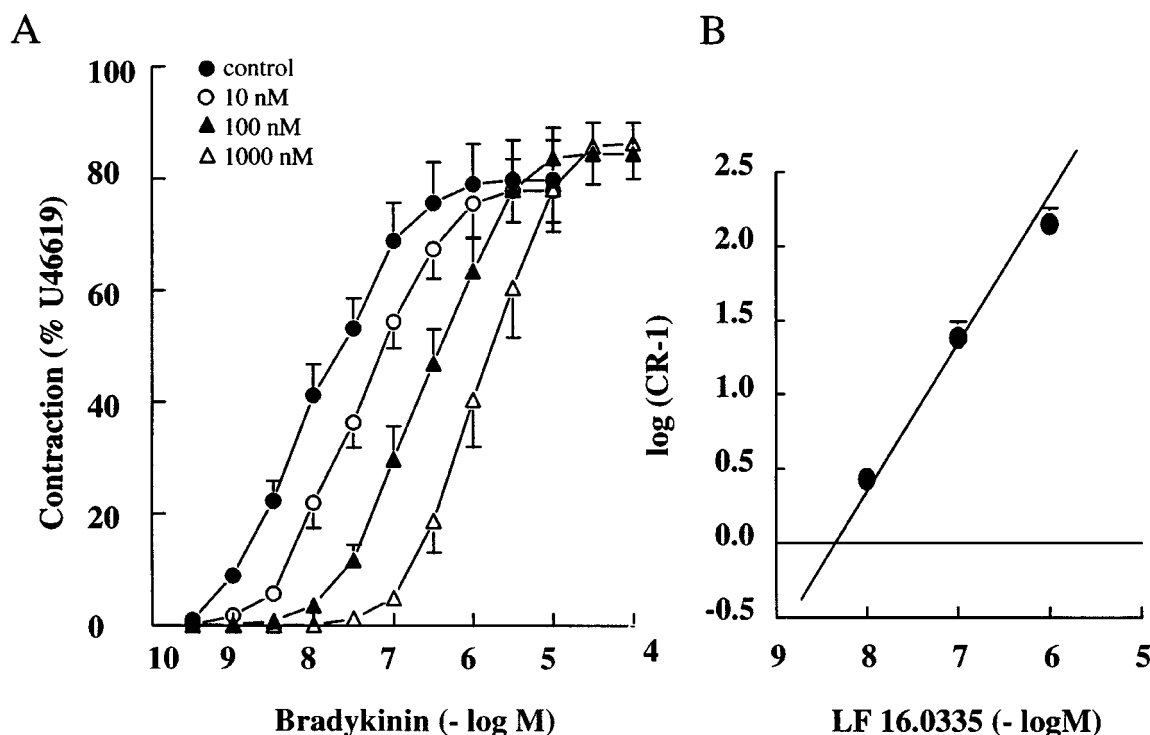 A
control
10 nM
100 nM
1000 nM
100
80
60
40
20
0
Contraction (% U46619)
10 9 8 7 6 5 4
Bradykinin (- log M)
B
2.5
2.0
1.5
1.0
0.5
0.0
-0.5
log (CR-1)
9 8 7 6 5
LF 16.0335 (- logM)